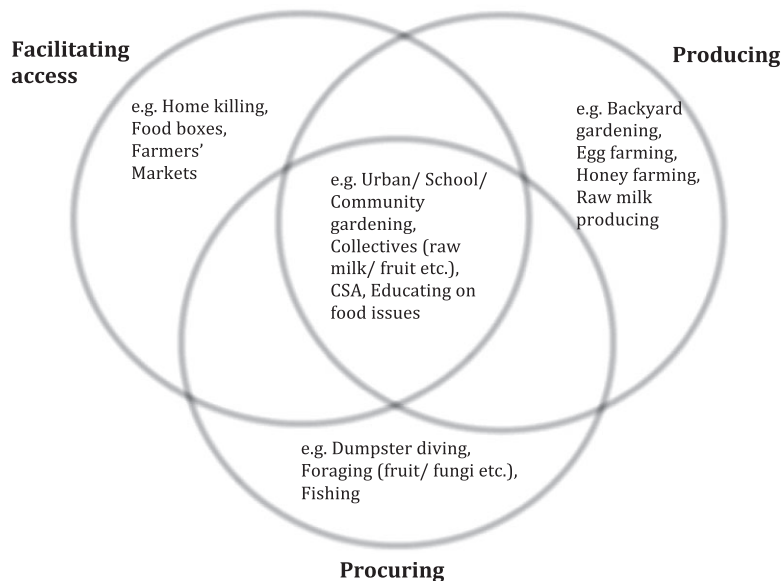 Facilitating
access
Producing
e.g. Home killing,
Food boxes,
Farmers'
Markets
e.g. Backyard
gardening,
Egg farming,
Honey farming,
Raw milk
producing
e.g. Urban/ School/
Community
gardening,
Collectives (raw
milk/ fruit etc.),
CSA, Educating on
food issues
e.g. Dumpster diving,
Foraging (fruit/ fungi etc.),
Fishing
Procuring